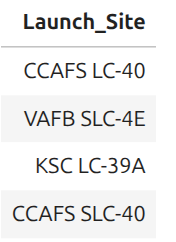 Launch_Site
CCAFS LC-40
VAFB SLC-4E
KSC LC-39A
CCAFS SLC-40